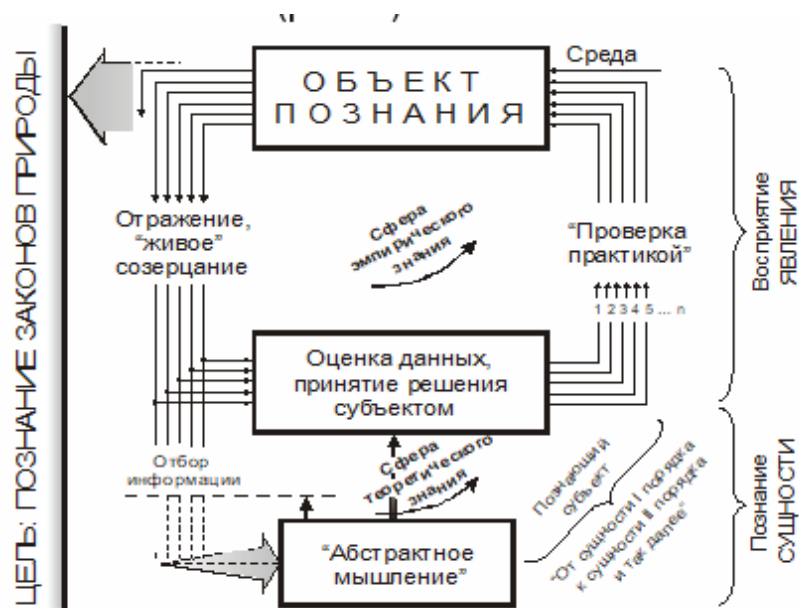 ЦЕЛЬ: ПОЗНАНИЕ ЗАКОНОВ ПРИРОДЫ
ОБЪЕКТ
ПОЗНАНИЯ
Среда
Отражение,
"живое"
созерцание
Сфера
эмпирического
знания
"Проверка
практикой"
1 2 3 4 5 ... n
Восприятие
ЯВЛЕНИЯ
Оценка данных,
принятие решения
субъектом
Отбор
информации
Сфера
теоретического
знания
Познающий
субъект
"От сущности I порядка
к сущности II порядка
и так далее"
Познание
СУЩНОСТИ
"Абстрактное
мышление"